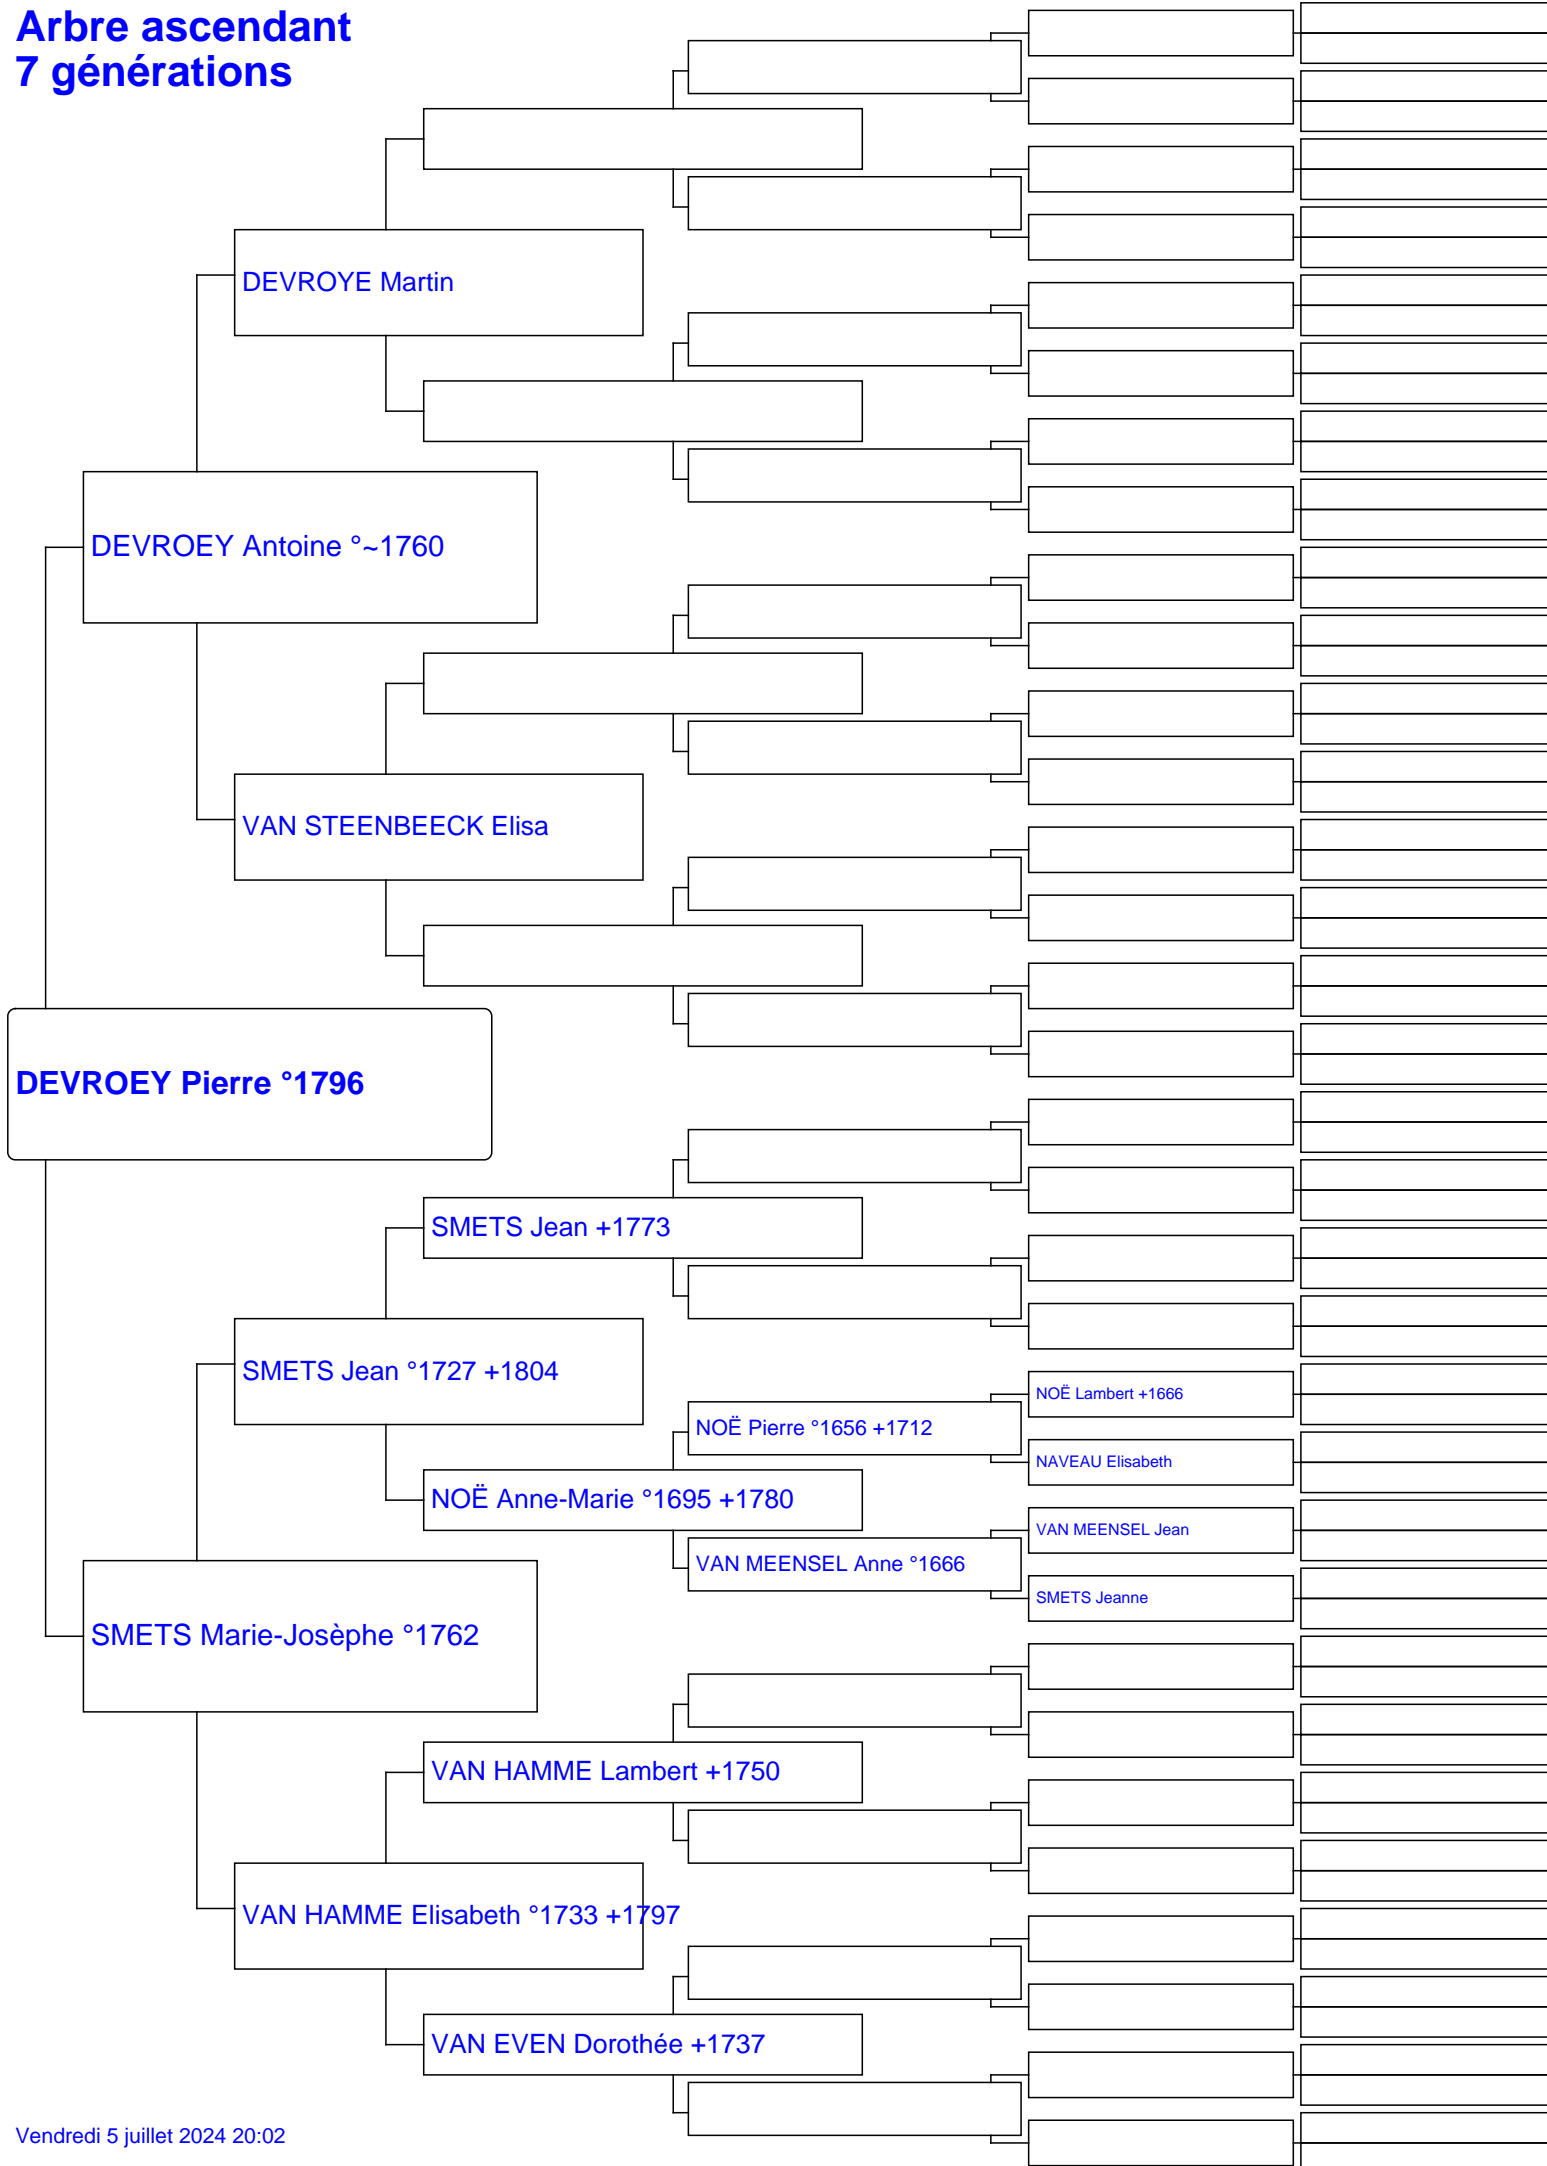 Arbre ascendant
7 générations
DEVROYE Martin
DEVROEY Antoine °~1760
VAN STEENBEECK Elisa
DEVROEY Pierre °1796
SMETS Jean +1773
SMETS Jean °1727 +1804
NOË Lambert +1666
NOË Pierre °1656 +1712
NAVEAU Elisabeth
NOË Anne-Marie °1695 +1780
VAN MEENSEL Jean
VAN MEENSEL Anne °1666
SMETS Jeanne
SMETS Marie-Josèphe °1762
VAN HAMME Lambert +1750
VAN HAMME Elisabeth °1733 +1797
VAN EVEN Dorothée +1737
Vendredi 5 juillet 2024 20:02